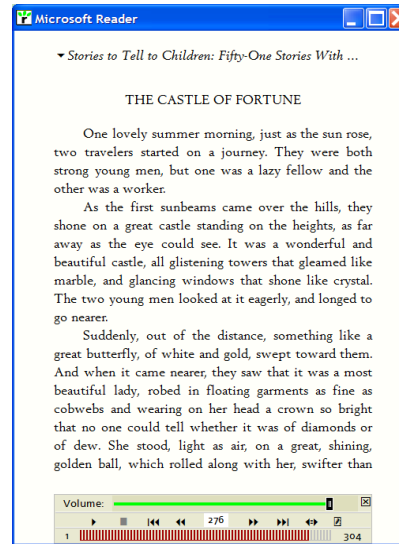 Microsoft Reader
Stories to Tell to Children: Fifty-One Stories With ...
THE CASTLE OF FORTUNE
One lovely summer morning, just as the sun rose,
two travelers started on a journey. They were both
strong young men, but one was a lazy fellow and the
other was a worker.
As the first sunbeams came over the hills, they
shone on a great castle standing on the heights, as far
away as the eye could see. It was a wonderful and
beautiful castle, all glistening towers that gleamed like
marble, and glancing windows that shone like crystal.
The two young men looked at it eagerly, and longed to
go nearer.
Suddenly, out of the distance, something like a
great butterfly, of white and gold, swept toward them.
And when it came nearer, they saw that it was a most
beautiful lady, robed in floating garments as fine as
cobwebs and wearing on her head a crown so bright
that no one could tell whether it was of diamonds or
of dew. She stood, light as air, on a great, shining,
golden ball, which rolled along with her, swifter than
Volume:
276
1 304